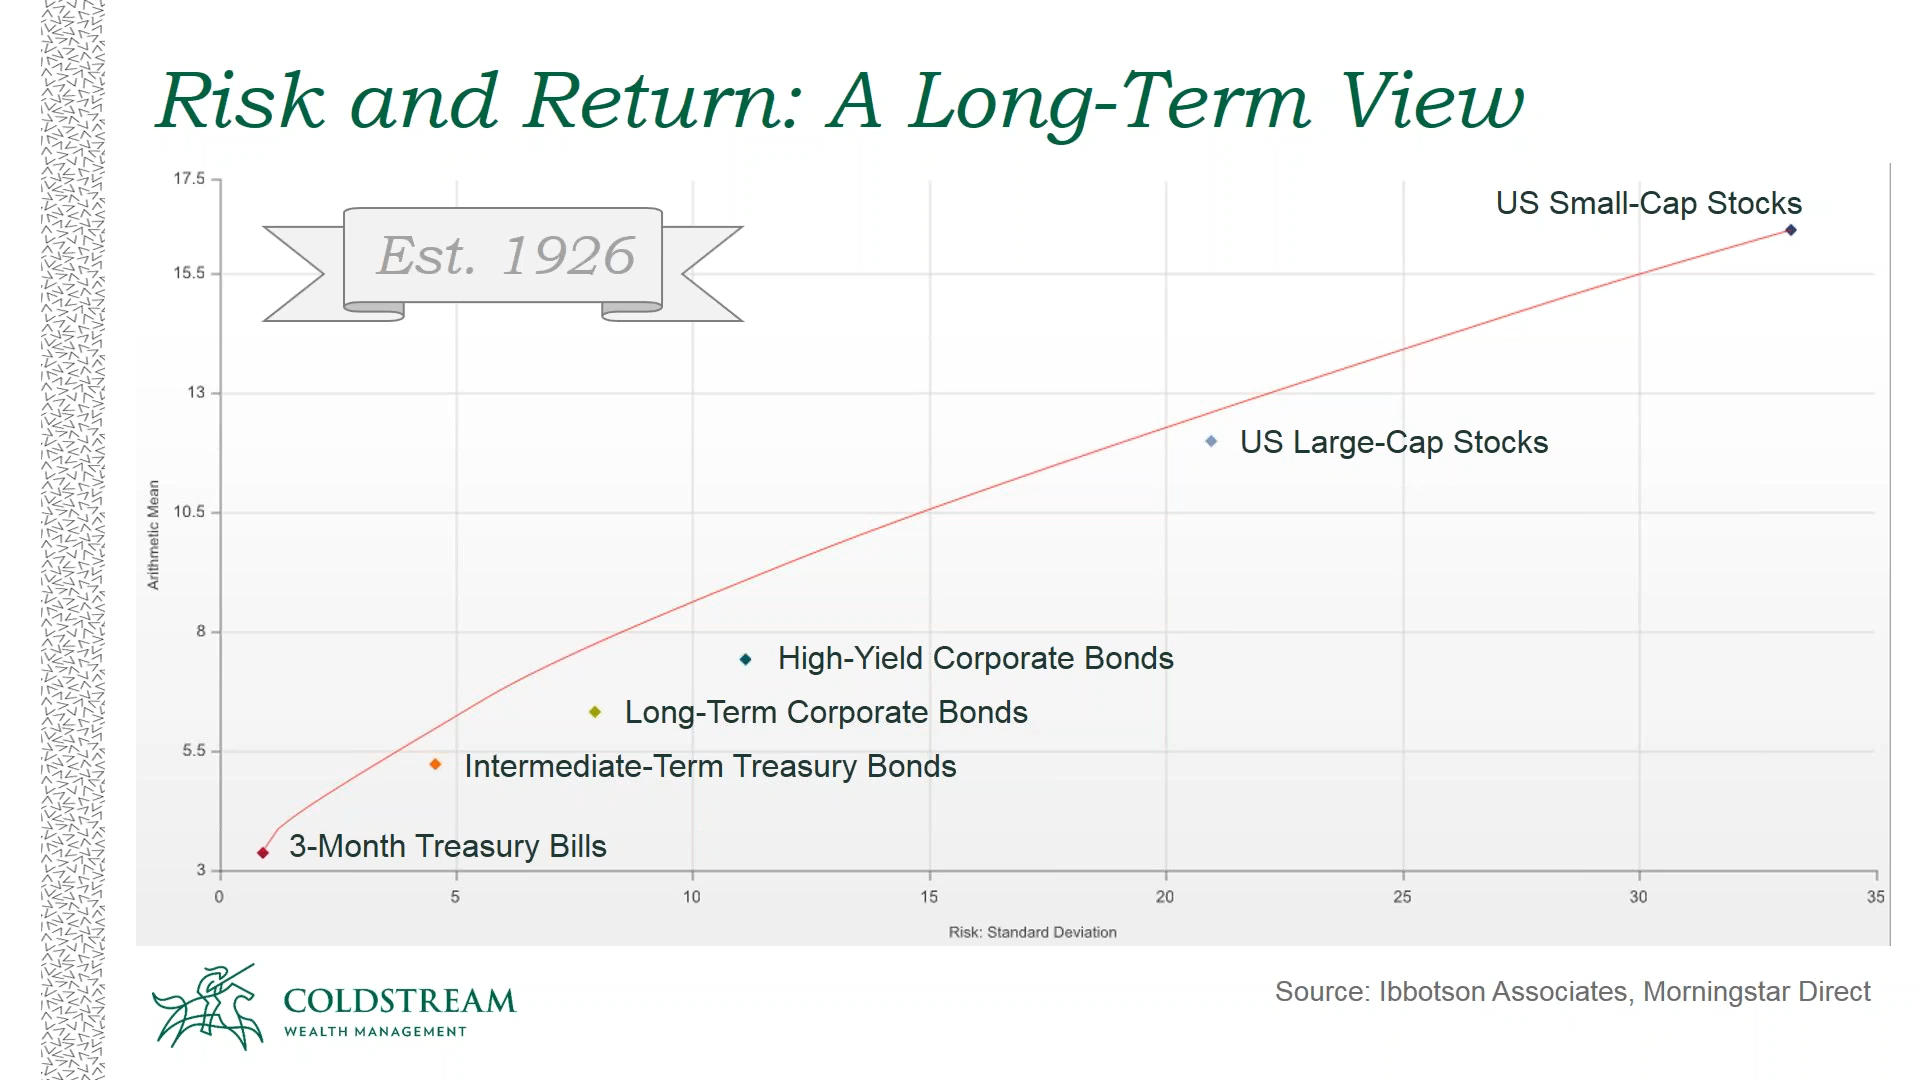 Risk and Return: A Long-Term View
17.5
US Small-Cap Stocks
Est. 1926
15.5
13
US Large-Cap Stocks
10.5
Arithmetic Mean
8
High-Yield Corporate Bonds
Long-Term Corporate Bonds
5.5
Intermediate-Term Treasury Bonds
3-Month Treasury Bills
3
0 5 10 15 20 25 30 35
Risk: Standard Deviation
COLDSTREAM
WEALTH MANAGEMENT
Source: Ibbotson Associates, Morningstar Direct